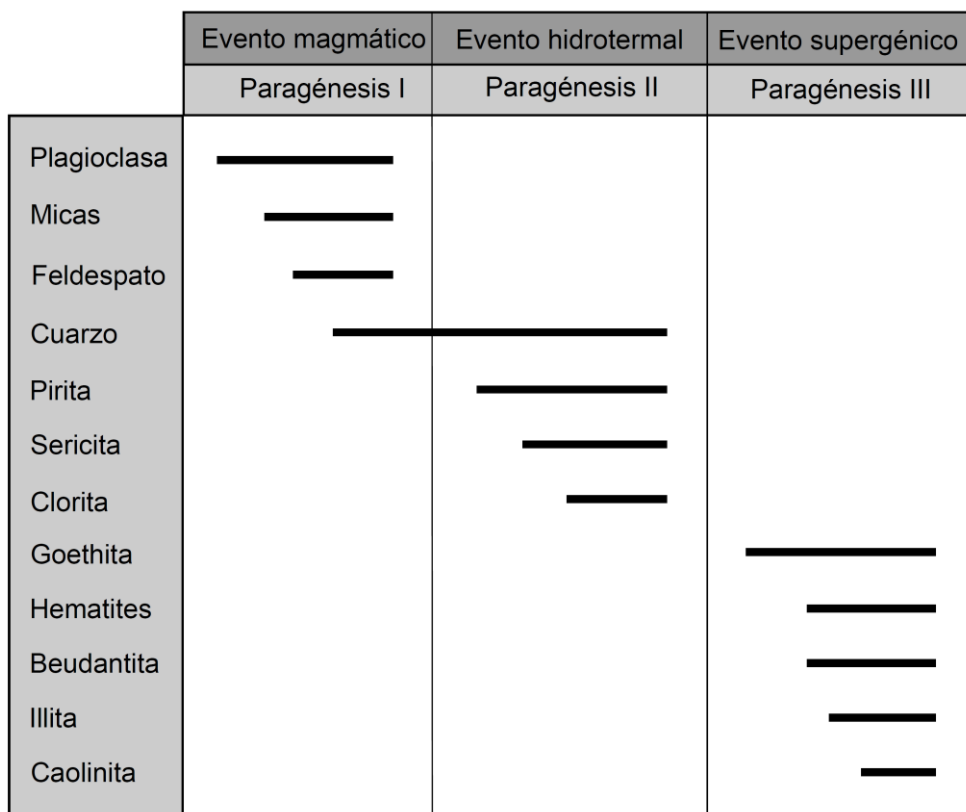 Evento magmático
Evento hidrotermal
Evento supergénico
Paragénesis I
Paragénesis II
Paragénesis III
Plagioclasa
Micas
Feldespato
Cuarzo
Pirita
Sericita
Clorita
Goethita
Hematites
Beudantita
Illita
Caolinita